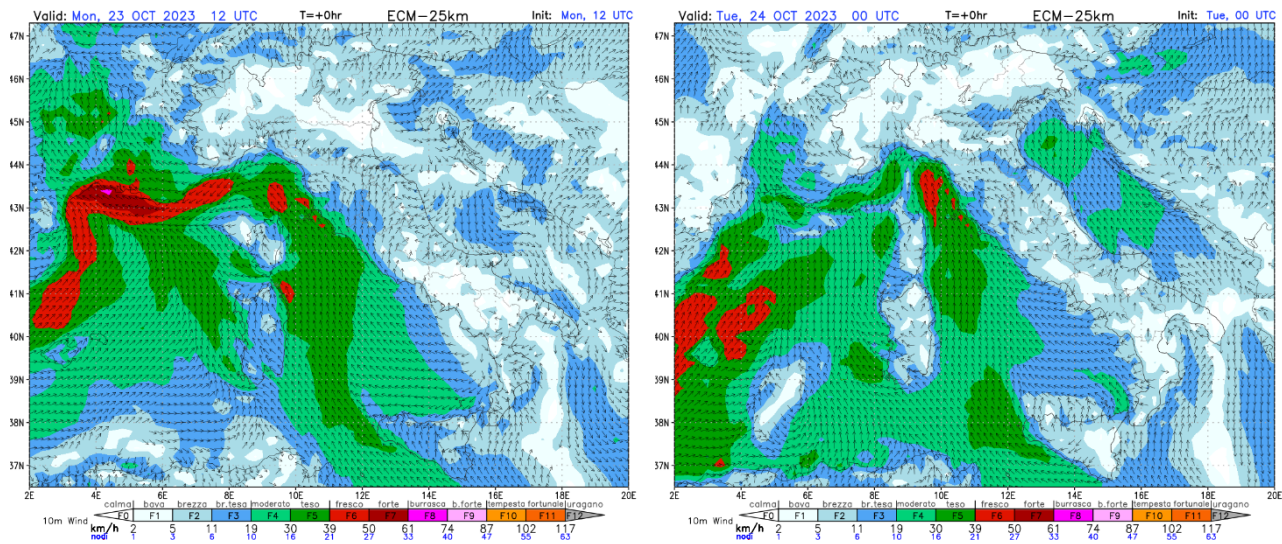 Valid: Mon, 23 OCT 2023 12 UTC T=+0hr ECM-25km Init: Mon, 12 UTC
47N
46N
45N
44N
43N
42N
41N
40N
39N
38N
37N
2E 4E 6E 8E 10E 12E 14E 16E 18E 20E
calma bava brezza br.tesa moderato teso fresco forte burrasca b.forte tempesta fortunale uragano
10m Wind F0 F1 F2 F3 F4 F5 F6 F7 F8 F9 F10 F11 F12
km/h 2 5 11 19 30 39 50 61 74 87 102 117
nodi 1 3 6 10 16 21 27 33 40 47 55 63
Valid: Tue, 24 OCT 2023 00 UTC T=+0hr ECM-25km Init: Tue, 00 UTC
47N
46N
45N
44N
43N
42N
41N
40N
39N
38N
37N
2E 4E 6E 8E 10E 12E 14E 16E 18E 20E
calma bava brezza br.tesa moderato teso fresco forte burrasca b.forte tempesta fortunale uragano
10m Wind F0 F1 F2 F3 F4 F5 F6 F7 F8 F9 F10 F11 F12
km/h 2 5 11 19 30 39 50 61 74 87 102 117
nodi 1 3 6 10 16 21 27 33 40 47 55 63